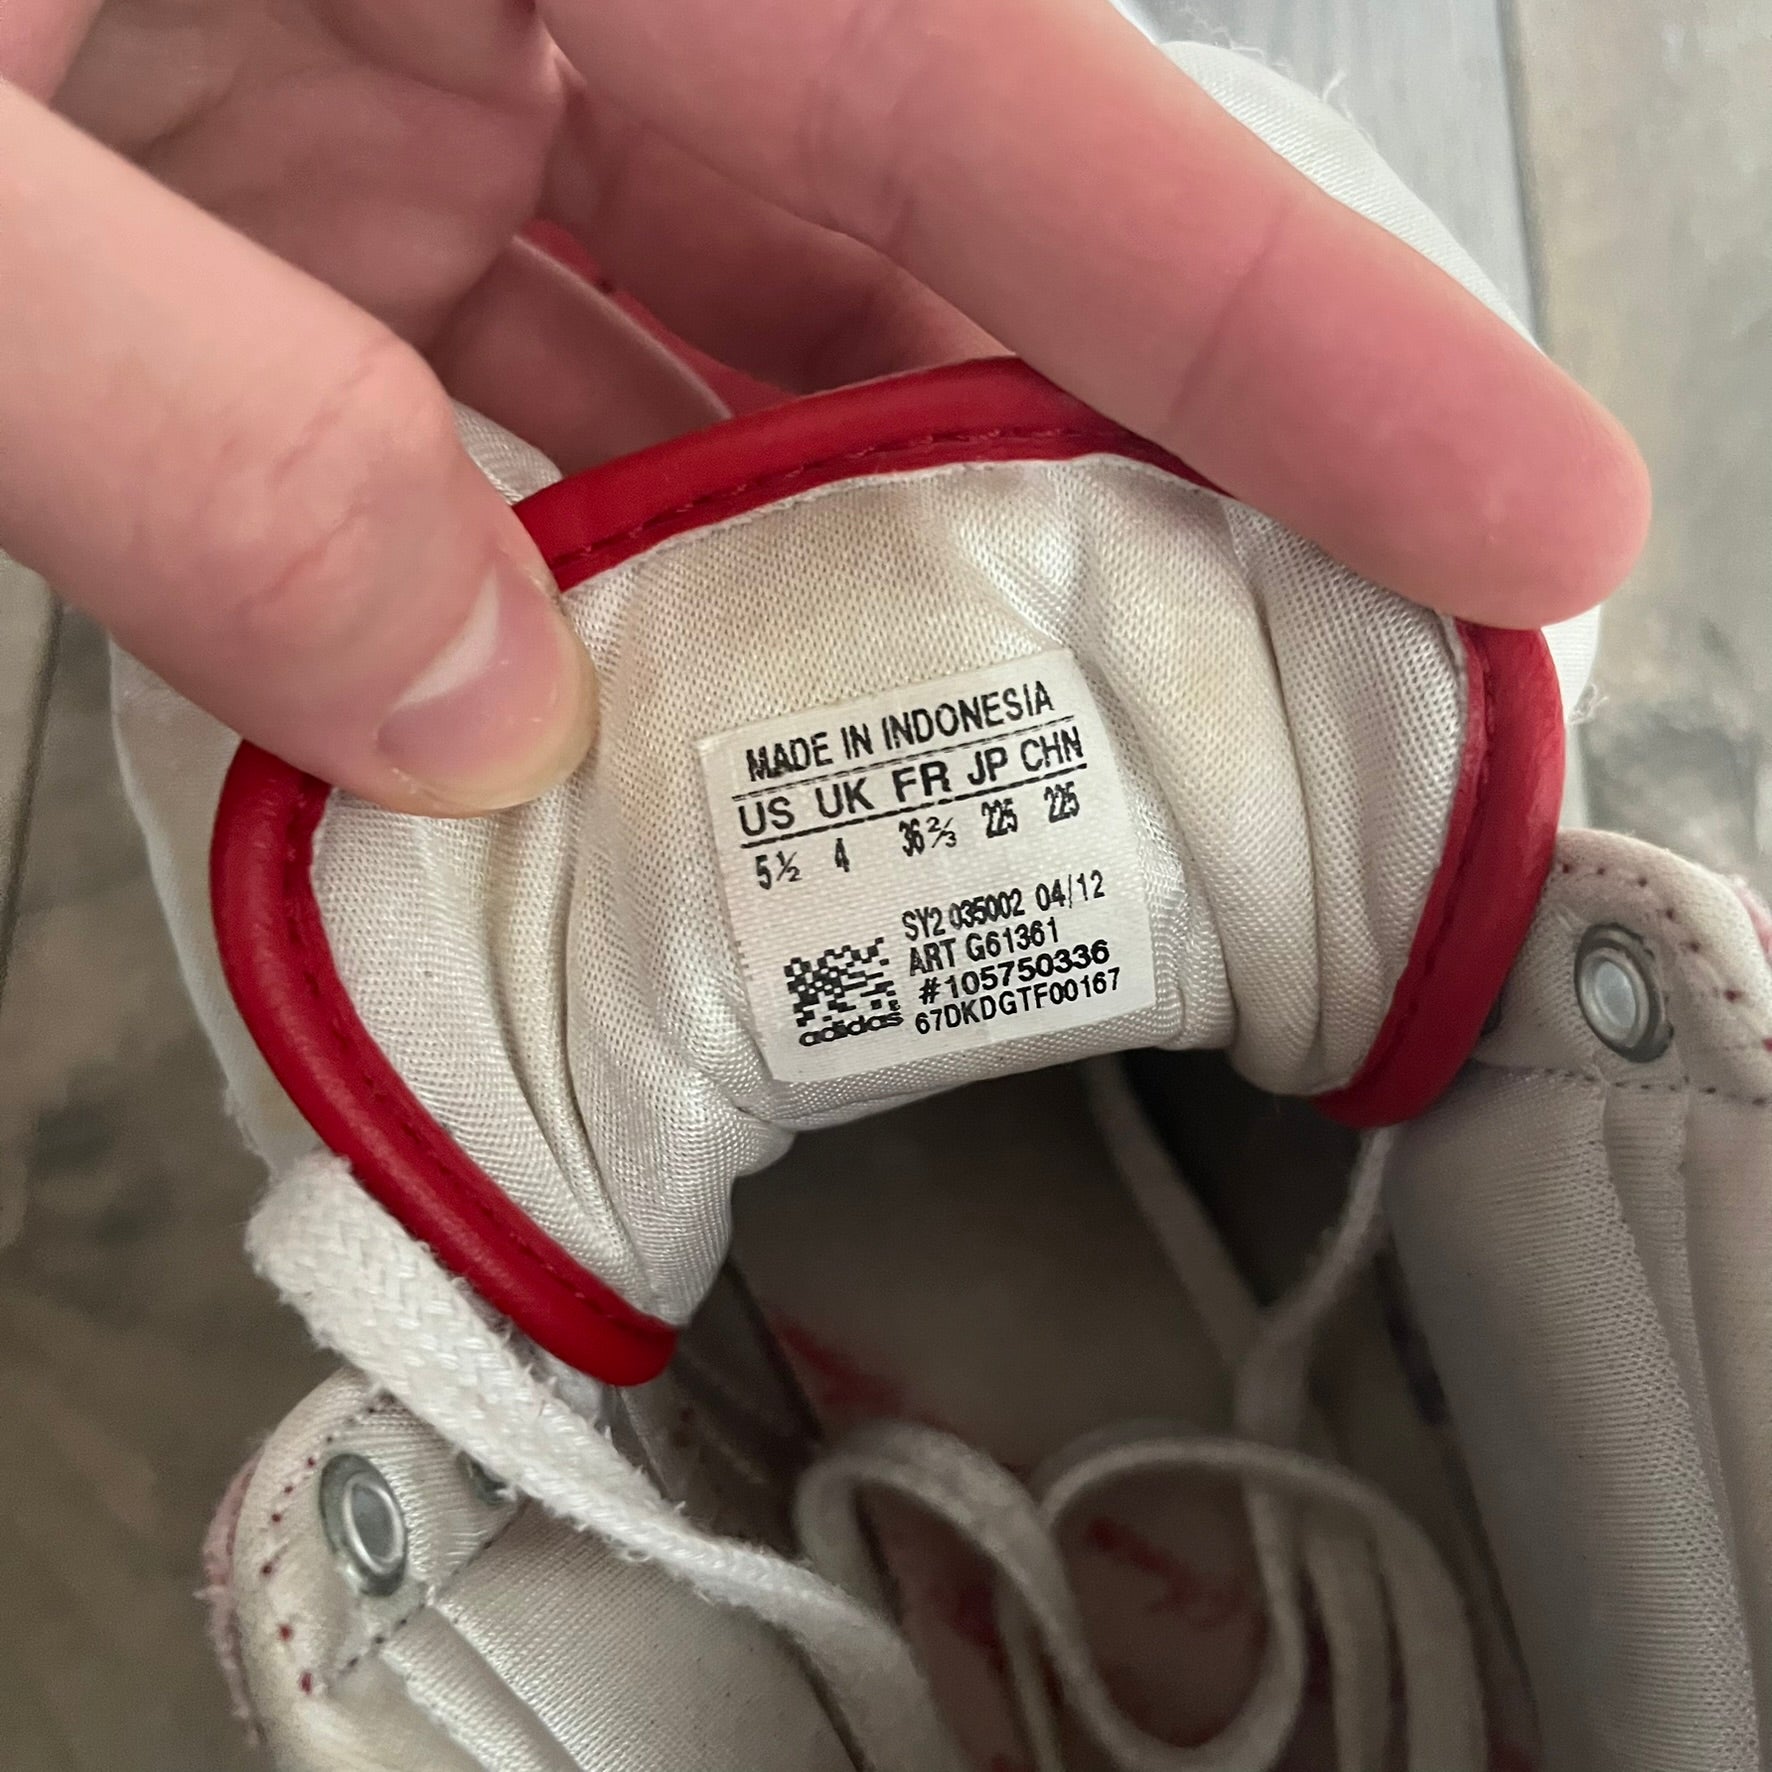 MADE IN INDONESIA
US UK FR JP CHN
5½ 4 36⅔ 225 225
SY2 035002 04/12
ART G61361
#105750336
67DKDGTF00167
adidas